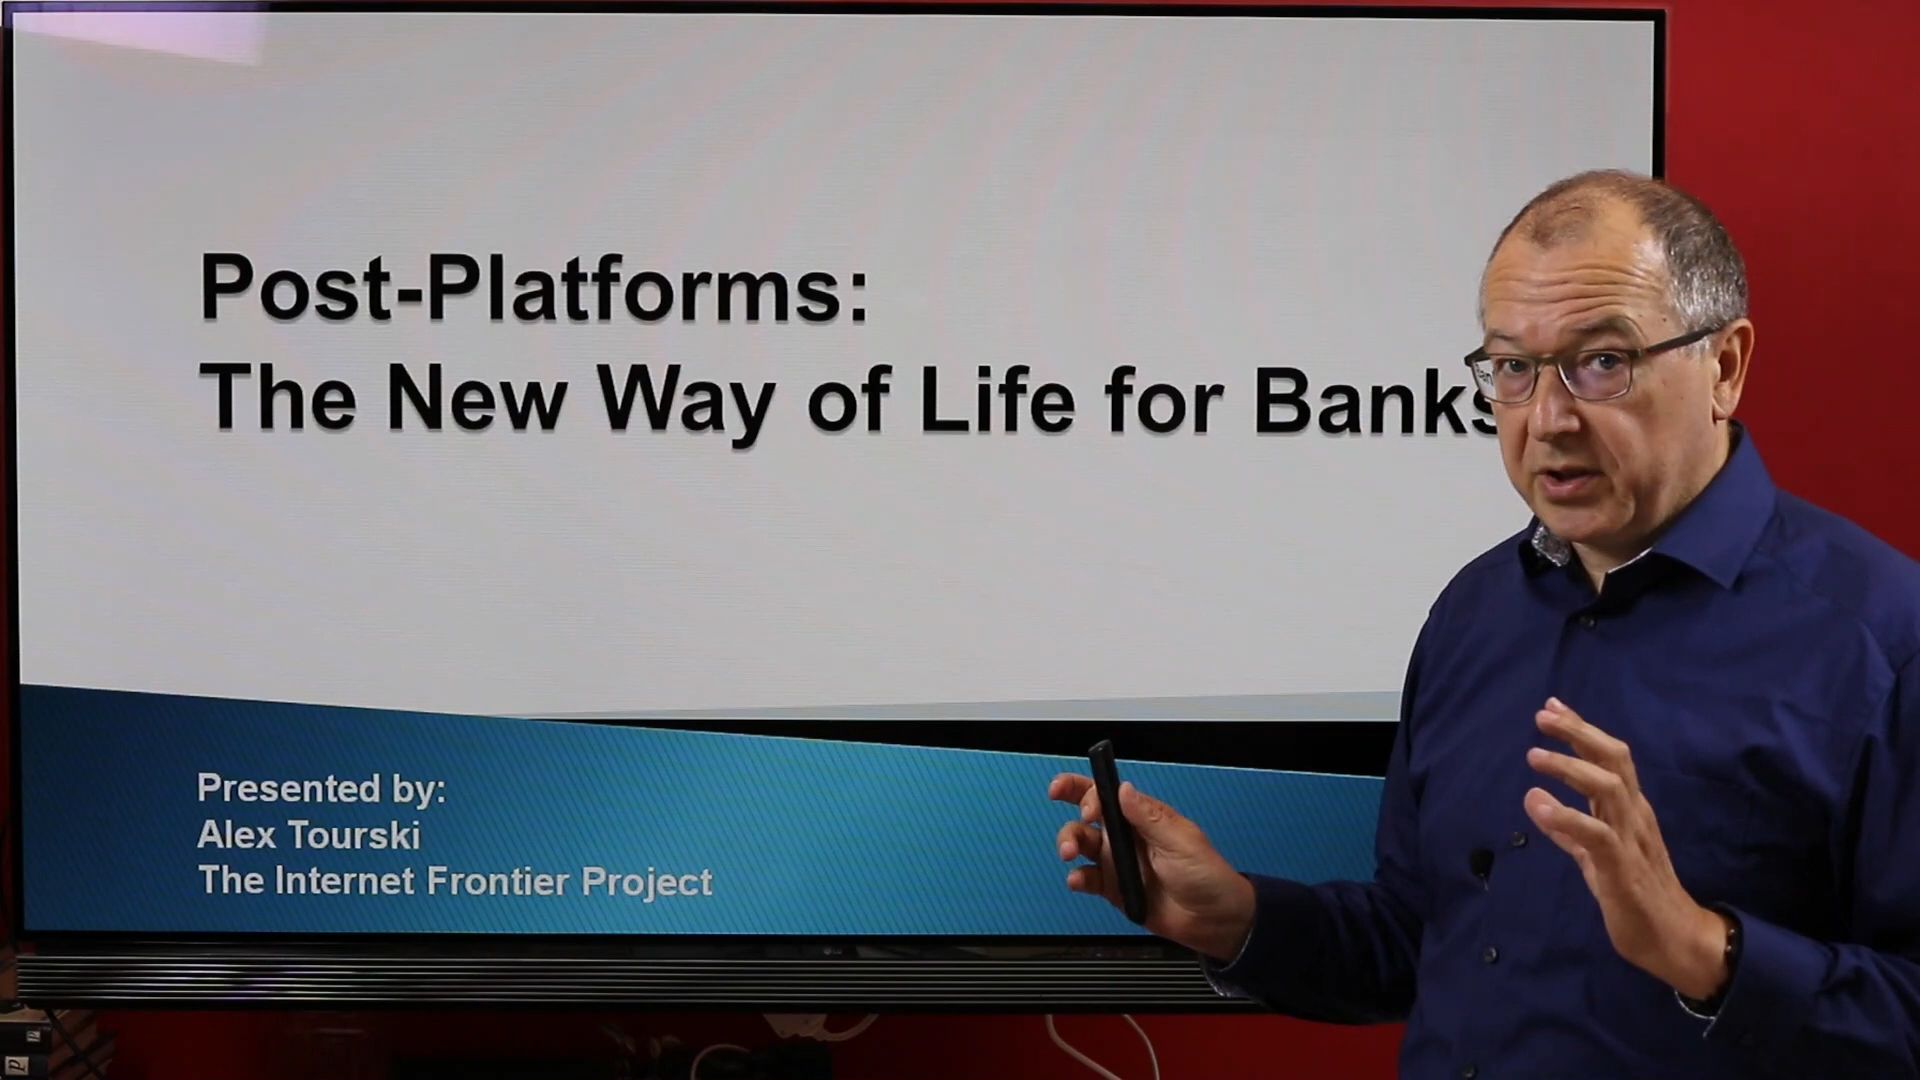 Post-Platforms:
The New Way of Life for Banks
Presented by:
Alex Tourski
The Internet Frontier Project